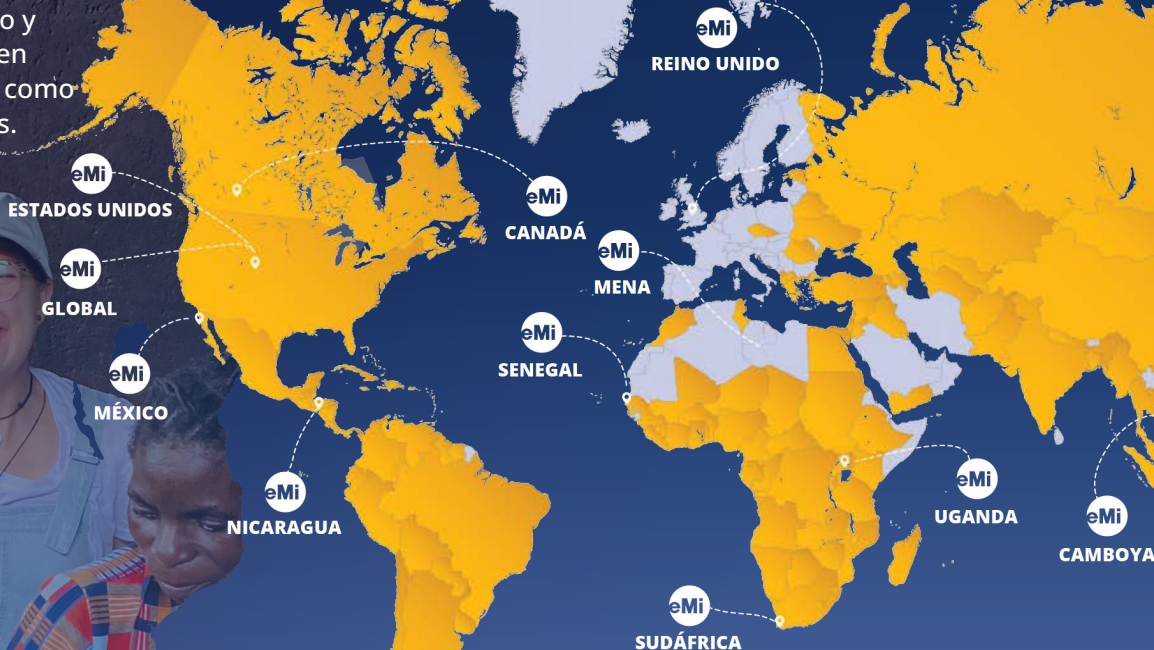 o y
en
como
s.
eMi
REINO UNIDO
eMi
ESTADOS UNIDOS
eMi
CANADÁ
eMi
GLOBAL
eMi
MENA
eMi
SENEGAL
eMi
MÉXICO
eMi
NICARAGUA
eMi
UGANDA
eMi
CAMBOYA
eMi
SUDÁFRICA